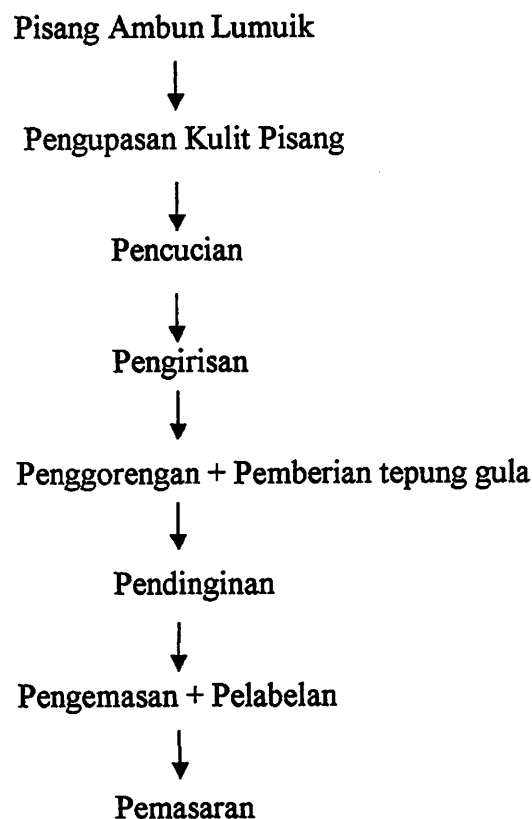 Pisang Ambun Lumuik
Pengupasan Kulit Pisang
Pencucian
Pengirisan
Penggorengan + Pemberian tepung gula
Pendinginan
Pengemasan + Pelabelan
Pemasaran